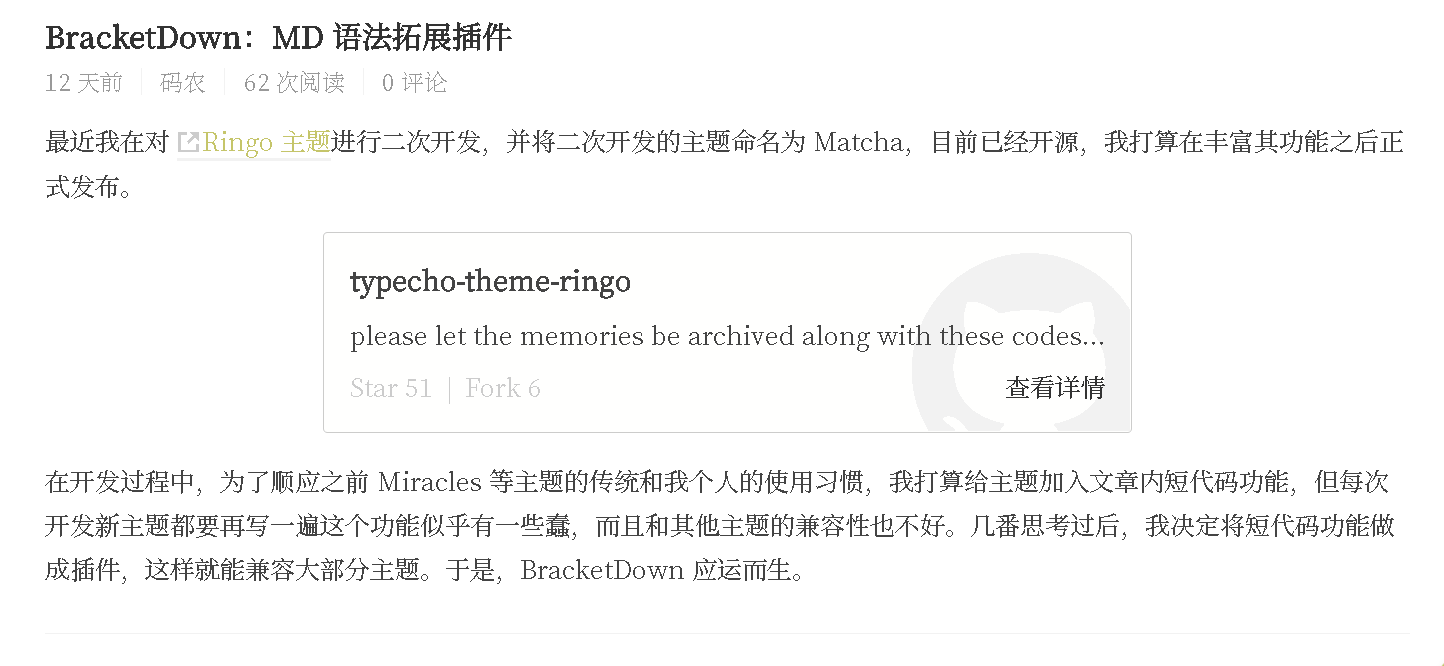 BracketDown：MD 语法拓展插件
12 天前 码农 62 次阅读 0 评论
最近我在对 Ringo 主题进行二次开发，并将二次开发的主题命名为 Matcha，目前已经开源，我打算在丰富其功能之后正
式发布。
typecho-theme-ringo
please let the memories be archived along with these codes...
Star 51 | Fork 6 查看详情
在开发过程中，为了顺应之前 Miracles 等主题的传统和我个人的使用习惯，我打算给主题加入文章内短代码功能，但每次
开发新主题都要再写一遍这个功能似乎有一些蠢，而且和其他主题的兼容性也不好。几番思考过后，我决定将短代码功能做
成插件，这样就能兼容大部分主题。于是，BracketDown 应运而生。